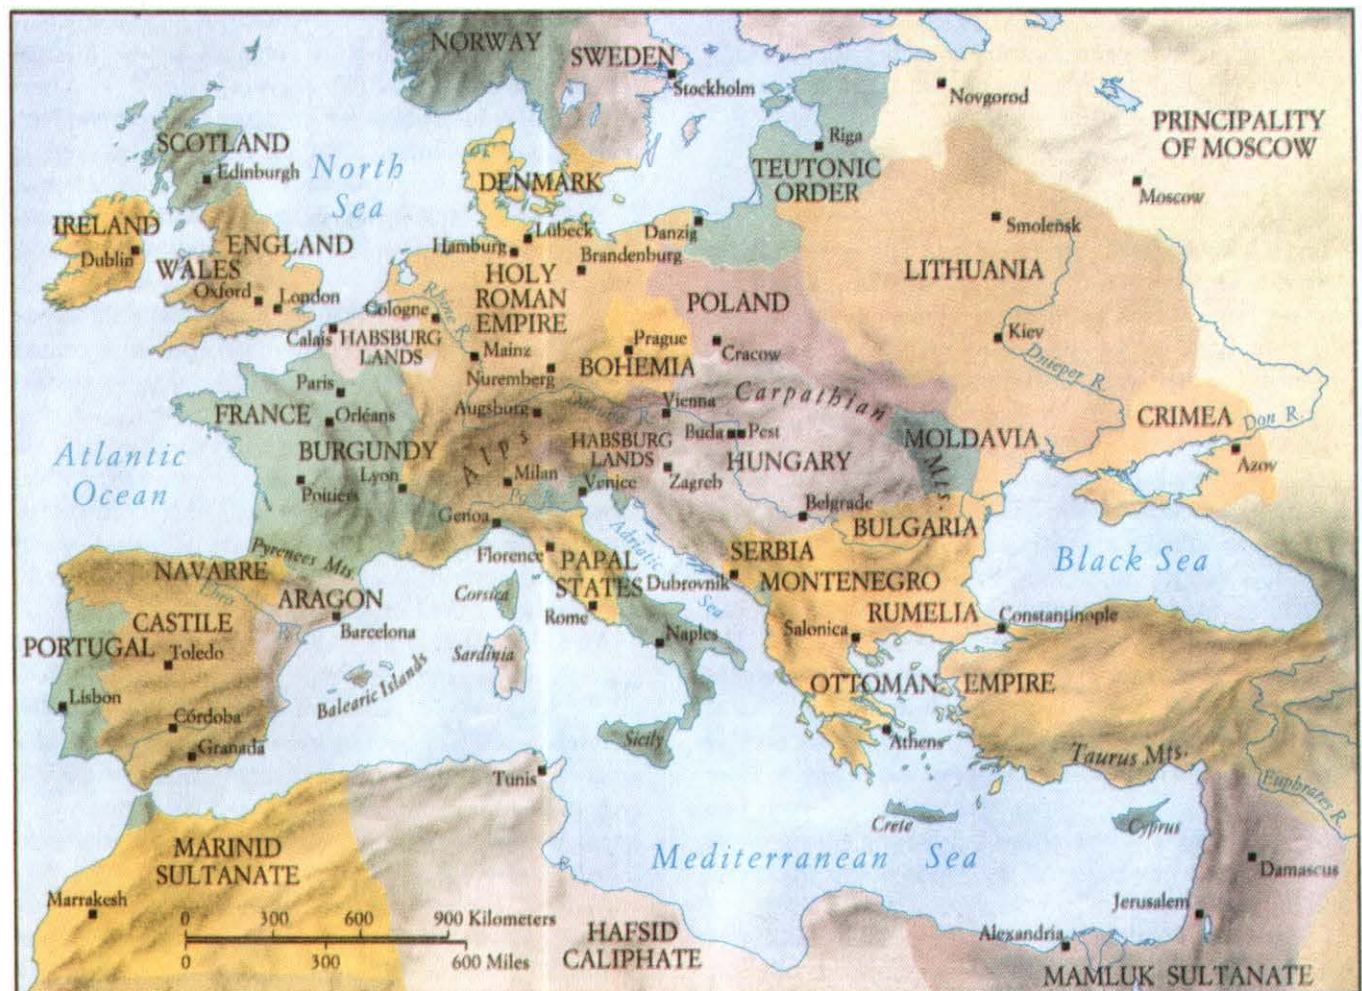 NORWAY
SWEDEN
Stockholm
Novgorod
PRINCIPALITY
OF MOSCOW
Moscow
SCOTLAND
Edinburgh
North
Sea
DENMARK
Riga
TEUTONIC
ORDER
IRELAND
Dublin
ENGLAND
WALES
Oxford
London
Calais
Hamburg
Lübeck
Brandenburg
Danzig
Smolensk
LITHUANIA
HOLY
ROMAN
EMPIRE
Rhine R.
Cologne
HABSBURG
LANDS
Mainz
Nuremberg
Prague
BOHEMIA
POLAND
Cracow
Kiev
Dnieper R.
Paris
FRANCE
Orléans
BURGUNDY
Lyon
Poitiers
Augsburg
Danube R.
Vienna
Carpathian
Mts.
CRIMEA
Don R.
Azov
Atlantic
Ocean
Alps
Milan
Po R.
Venice
HABSBURG
LANDS
Zagreb
Buda
Pest
HUNGARY
MOLDAVIA
Belgrade
BULGARIA
Black Sea
Genoa
Florence
PAPAL
STATES
Rome
Adriatic
Sea
SERBIA
Dubrovnik
MONTENEGRO
RUMELIA
Constantinople
Pyrenees Mts.
NAVARRE
Ebro
R.
ARAGON
Barcelona
CASTILE
PORTUGAL
Toledo
Lisbon
Córdoba
Granada
Corsica
Sardinia
Balearic Islands
Naples
Sicily
Salonica
OTTOMAN EMPIRE
Athens
Taurus Mts.
Euphrates R.
Tunis
Crete
Cyprus
Mediterranean Sea
Damascus
Jerusalem
Alexandria
MARINID
SULTANATE
Marrakesh
0 300 600 900 Kilometers
0 300 600 Miles
HAFSID
CALIPHATE
MAMLUK SULTANATE